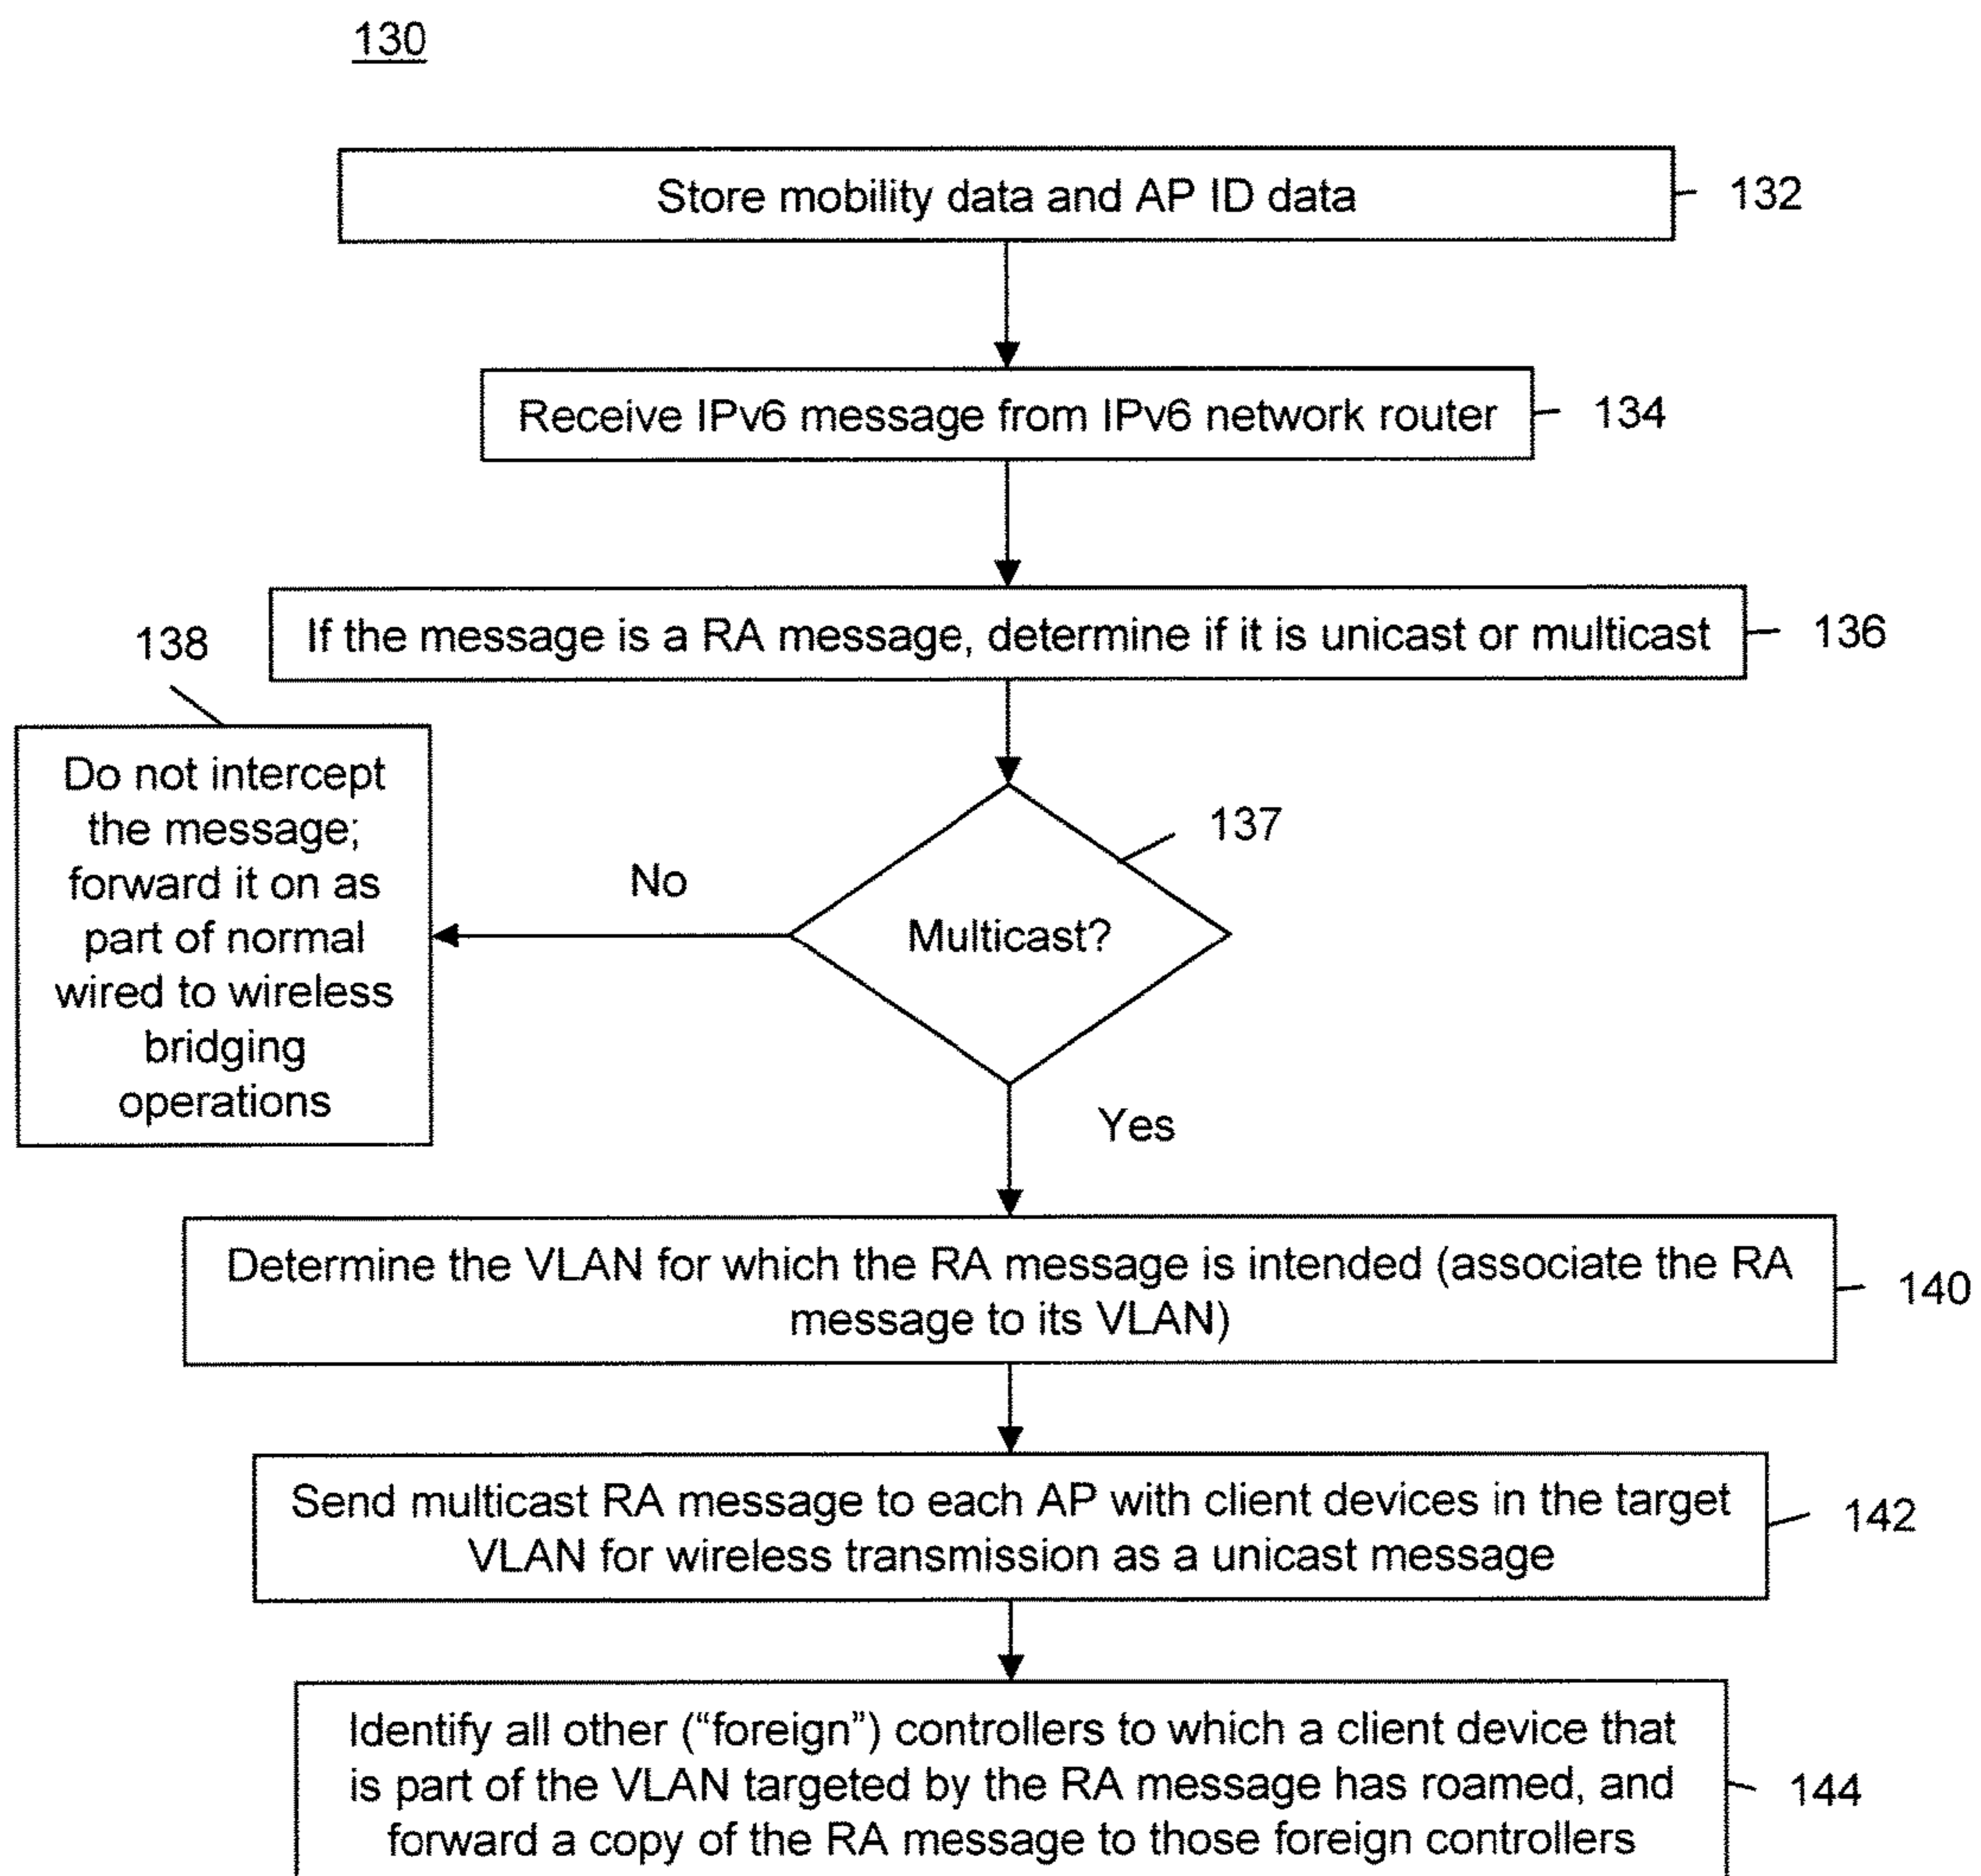 130
Store mobility data and AP ID data
132
Receive IPv6 message from IPv6 network router
134
If the message is a RA message, determine if it is unicast or multicast
136
138
Do not intercept
the message;
forward it on as
part of normal
wired to wireless
bridging
operations
No
Multicast?
137
Yes
Determine the VLAN for which the RA message is intended (associate the RA
message to its VLAN)
140
Send multicast RA message to each AP with client devices in the target
VLAN for wireless transmission as a unicast message
142
Identify all other (“foreign”) controllers to which a client device that
is part of the VLAN targeted by the RA message has roamed, and
forward a copy of the RA message to those foreign controllers
144